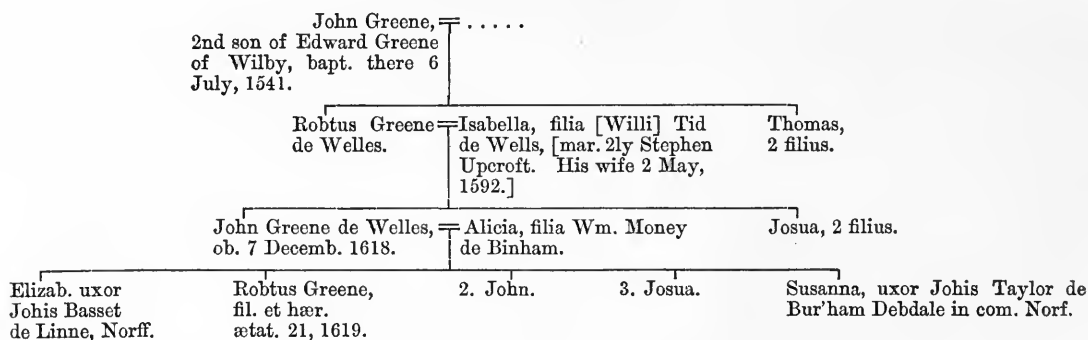 John Greene, = . . . . .
2nd son of Edward Greene
of Wilby, bapt. there 6
July, 1541.
Robtus Greene = Isabella, filia [Willi] Tid
de Welles.
de Wells, [mar. 2ly Stephen
Upcroft. His wife 2 May,
1592.]
Thomas,
2 filius.
John Greene de Welles, = Alicia, filia Wm. Money
ob. 7 Decemb. 1618.
de Binham.
Josua, 2 filius.
Elizab. uxor
Johis Basset
de Linne, Norff.
Robtus Greene,
fil. et hær.
ætat. 21, 1619.
2. John.
3. Josua.
Susanna, uxor Johis Taylor de
Bur'ham Debdale in com. Norf.